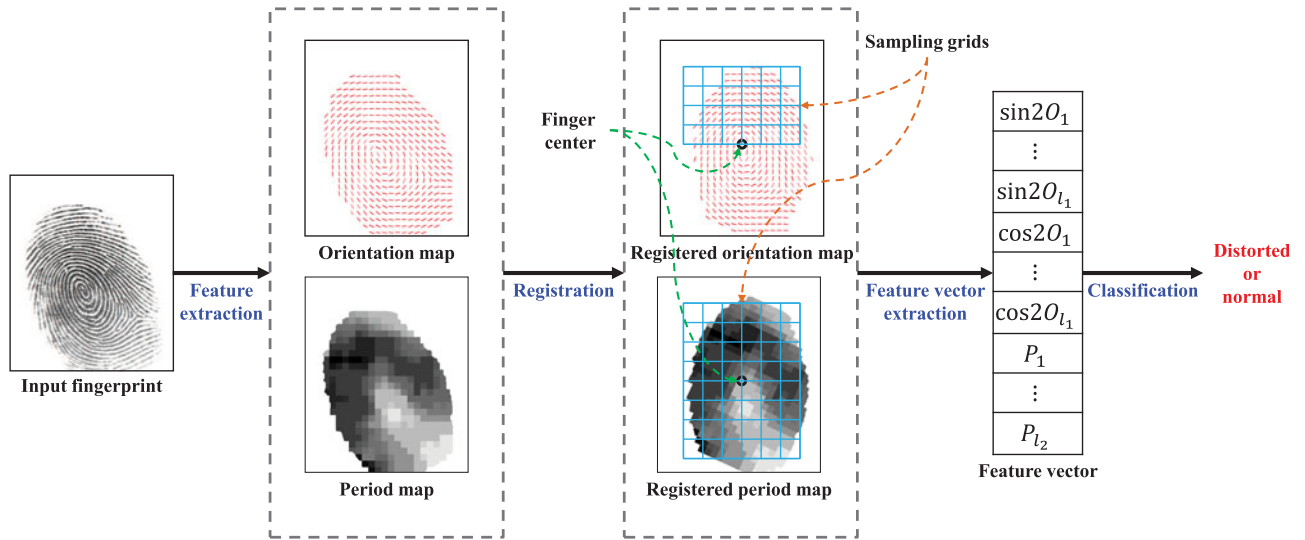 Input fingerprint
Feature
extraction
Orientation map
Period map
Registration
Finger
center
Sampling grids
Registered orientation map
Registered period map
Feature vector
extraction
sin2O₁
⋮
sin2Oₗ₁
cos2O₁
⋮
cos2Oₗ₁
P₁
⋮
Pₗ₂
Feature vector
Classification
Distorted
or
normal